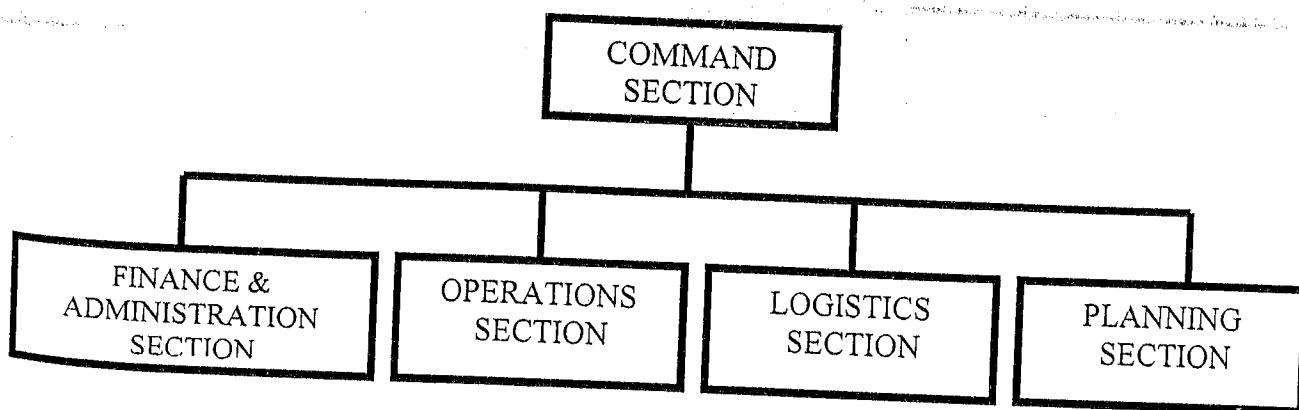 COMMAND
SECTION
FINANCE &
ADMINISTRATION
SECTION
OPERATIONS
SECTION
LOGISTICS
SECTION
PLANNING
SECTION